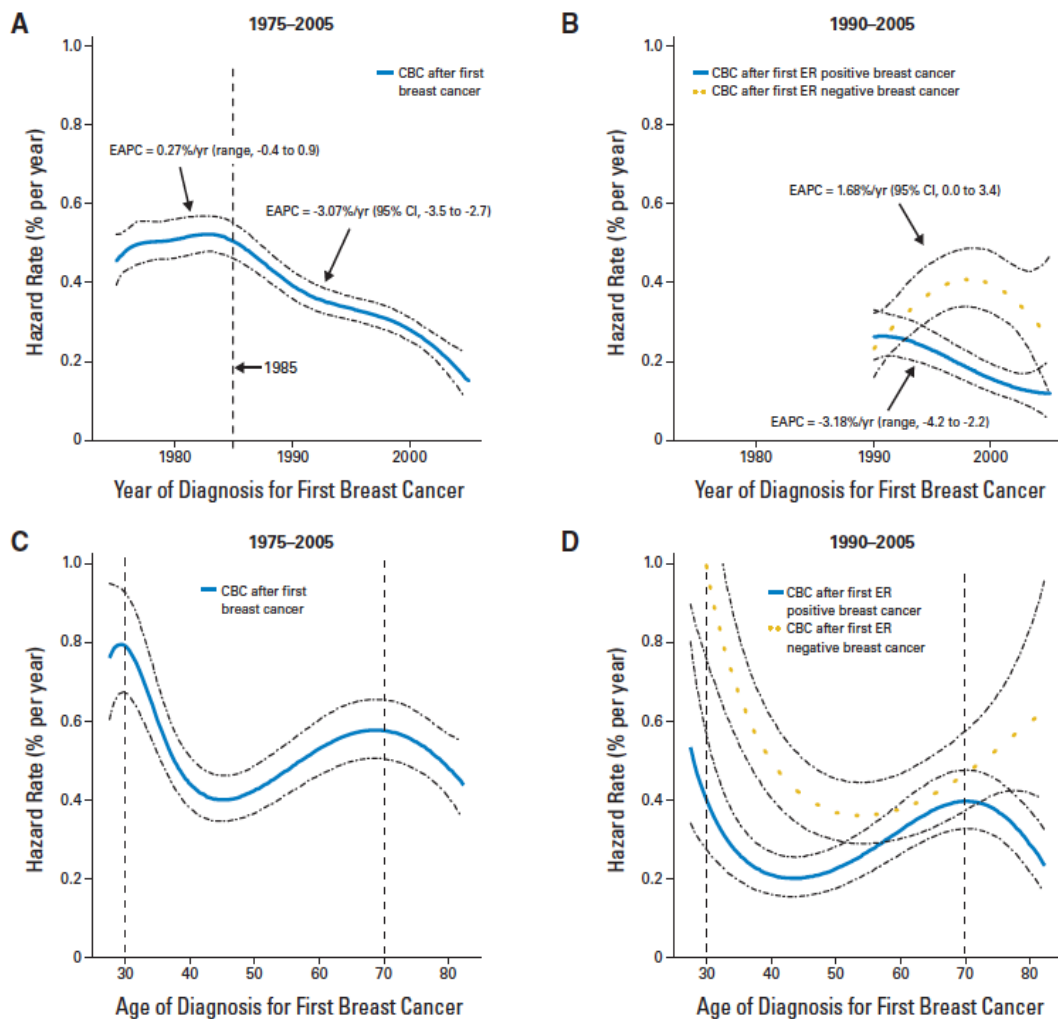 A
1975–2005
1.0
0.8
0.6
0.4
0.2
0
Hazard Rate (% per year)
CBC after first
breast cancer
EAPC = 0.27%/yr (range, -0.4 to 0.9)
EAPC = -3.07%/yr (95% CI, -3.5 to -2.7)
1985
1980
1990
2000
Year of Diagnosis for First Breast Cancer
B
1990–2005
1.0
0.8
0.6
0.4
0.2
0
Hazard Rate (% per year)
CBC after first ER positive breast cancer
CBC after first ER negative breast cancer
EAPC = 1.68%/yr (95% CI, 0.0 to 3.4)
EAPC = -3.18%/yr (range, -4.2 to -2.2)
1980
1990
2000
Year of Diagnosis for First Breast Cancer
C
1975–2005
1.0
0.8
0.6
0.4
0.2
0
Hazard Rate (% per year)
CBC after first
breast cancer
30
40
50
60
70
80
Age of Diagnosis for First Breast Cancer
D
1990–2005
1.0
0.8
0.6
0.4
0.2
0
Hazard Rate (% per year)
CBC after first ER
positive breast cancer
CBC after first ER
negative breast cancer
30
40
50
60
70
80
Age of Diagnosis for First Breast Cancer